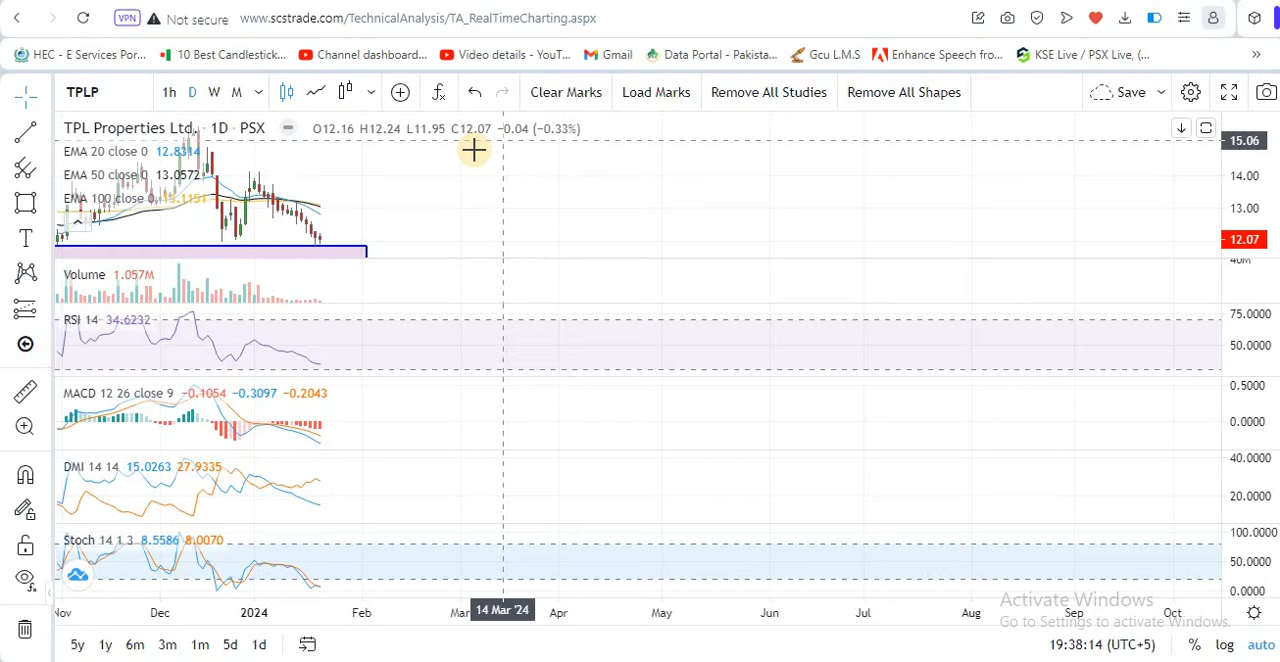 VPN Not secure www.scstrade.com/TechnicalAnalysis/TA_RealTimeCharting.aspx
HEC - E Services Por... 10 Best Candlestick... Channel dashboard... Video details - YouT... Gmail Data Portal - Pakista... Gcu L.M.S Enhance Speech fro... KSE Live / PSX Live, (... »
TPLP 1h D W M Clear Marks Load Marks Remove All Studies Remove All Shapes Save
TPL Properties Ltd. · 1D · PSX O12.16 H12.24 L11.95 C12.07 −0.04 (−0.33%)
15.06
EMA 20 close 0 12.8314
EMA 50 close 0 13.0572
14.00
EMA 100 close 0 13.1151
13.00
12.07
40M
Volume 1.057M
75.0000
RSI 14 34.6232
50.0000
0.5000
MACD 12 26 close 9 −0.1054 −0.3097 −0.2043
0.0000
40.0000
DMI 14 14 15.0263 27.9335
20.0000
100.0000
Stoch 14 1 3 8.5586 8.0070
50.0000
0.0000
Activate Windows
Go to Settings to activate Windows.
Nov Dec 2024 Feb Mar 14 Mar '24 Apr May Jun Jul Aug Sep Oct
5y 1y 6m 3m 1m 5d 1d 19:38:14 (UTC+5) % log auto